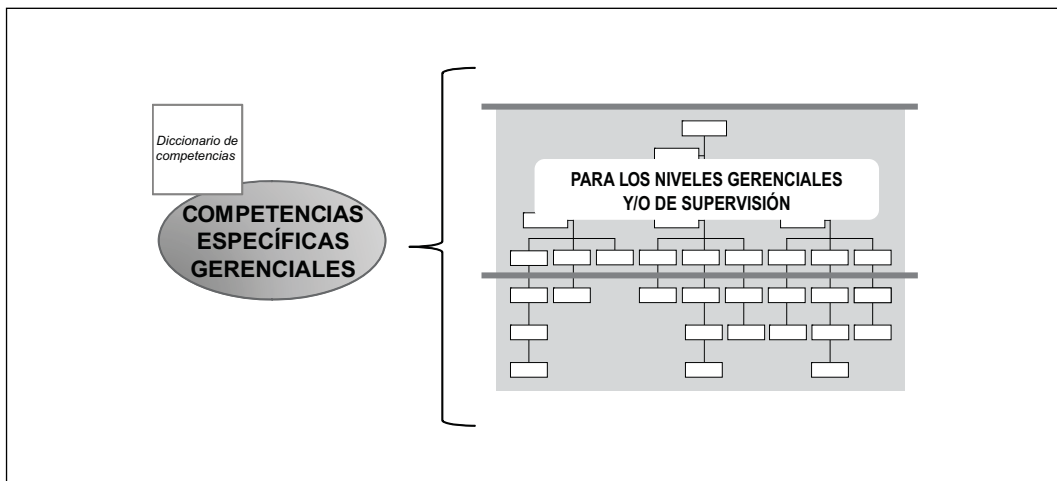 Diccionario de
competencias
COMPETENCIAS
ESPECÍFICAS
GERENCIALES
PARA LOS NIVELES GERENCIALES
Y/O DE SUPERVISIÓN